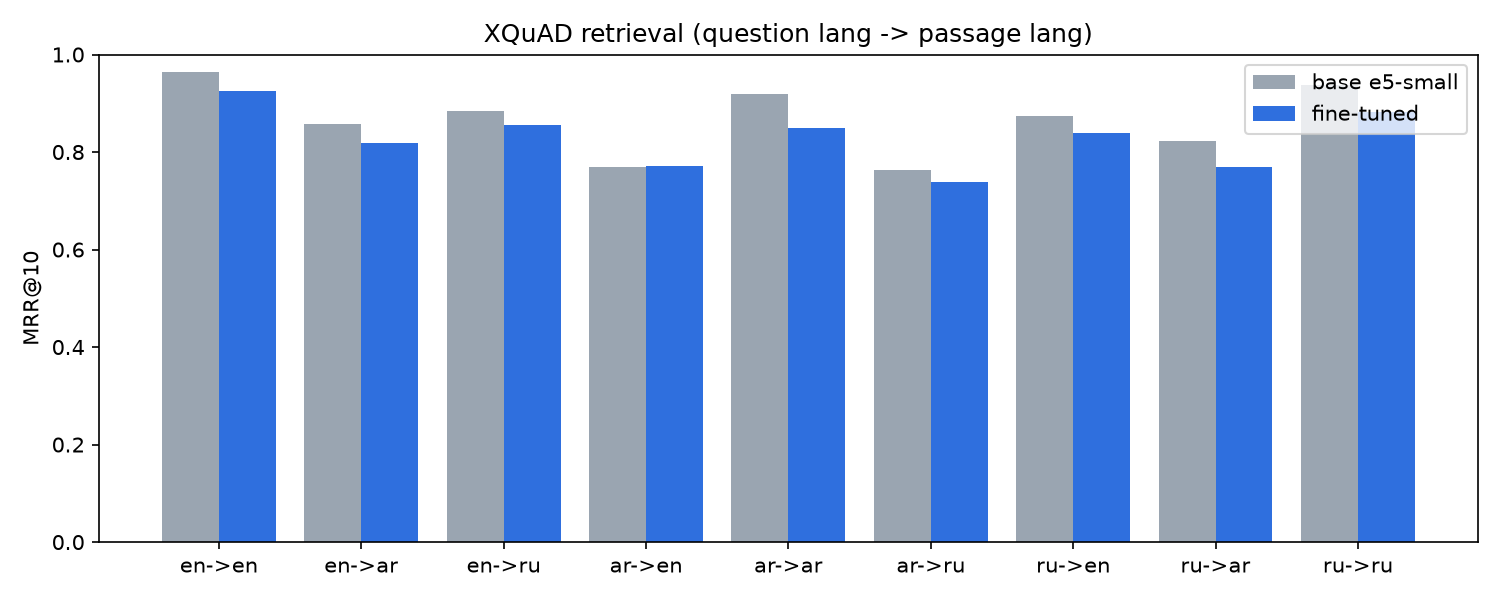 XQuAD retrieval (question lang -> passage lang)
base e5-small
fine-tuned
MRR@10
1.0
0.8
0.6
0.4
0.2
0.0
en->en
en->ar
en->ru
ar->en
ar->ar
ar->ru
ru->en
ru->ar
ru->ru